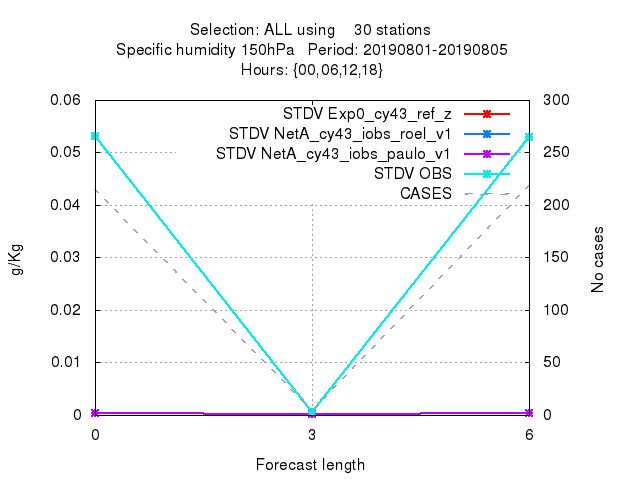 Selection: ALL using    30 stations
Specific humidity 150hPa   Period: 20190801-20190805
Hours: {00,06,12,18}
0.06
0.05
0.04
0.03
0.02
0.01
0
300
250
200
150
100
50
0
STDV Exp0_cy43_ref_z
STDV NetA_cy43_iobs_roel_v1
STDV NetA_cy43_iobs_paulo_v1
STDV OBS
CASES
g/Kg
No cases
0 3 6
Forecast length